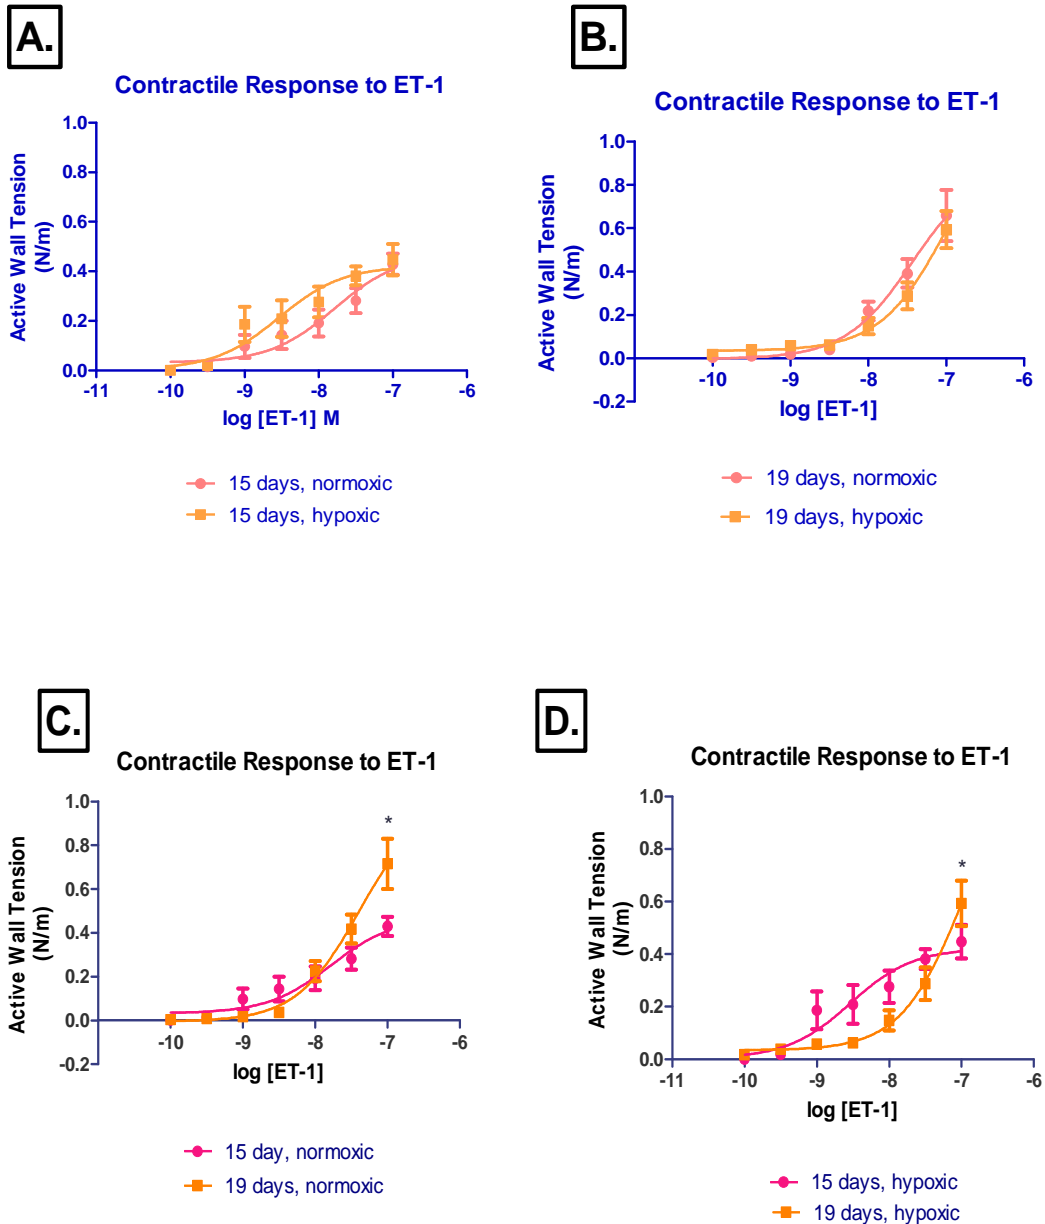 A.
Contractile Response to ET-1
Active Wall Tension
(N/m)
1.0
0.8
0.6
0.4
0.2
0.0
-11
-10
-9
-8
-7
-6
log [ET-1] M
15 days, normoxic
15 days, hypoxic
B.
Contractile Response to ET-1
Active Wall Tension
(N/m)
1.0
0.8
0.6
0.4
0.2
0.0
-0.2
-10
-9
-8
-7
-6
log [ET-1]
19 days, normoxic
19 days, hypoxic
C.
Contractile Response to ET-1
Active Wall Tension
(N/m)
1.0
0.8
0.6
0.4
0.2
0.0
-0.2
*
-10
-9
-8
-7
-6
log [ET-1]
15 day, normoxic
19 days, normoxic
D.
Contractile Response to ET-1
Active Wall Tension
(N/m)
1.0
0.8
0.6
0.4
0.2
0.0
*
-11
-10
-9
-8
-7
-6
log [ET-1]
15 days, hypoxic
19 days, hypoxic